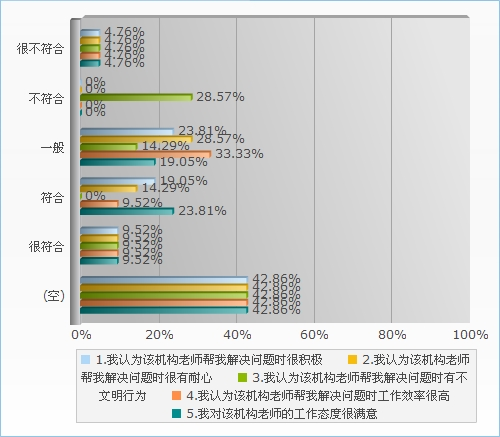 很不符合
4.76%
4.76%
4.76%
4.76%
4.76%
不符合
0%
0%
28.57%
0%
0%
一般
23.81%
28.57%
14.29%
33.33%
19.05%
符合
19.05%
14.29%
0%
9.52%
23.81%
很符合
9.52%
9.52%
9.52%
9.52%
9.52%
(空)
42.86%
42.86%
42.86%
42.86%
42.86%
0% 20% 40% 60% 80% 100%
1.我认为该机构老师帮我解决问题时很积极 2.我认为该机构老师
帮我解决问题时很有耐心 3.我认为该机构老师帮我解决问题时有不
文明行为 4.我认为该机构老师帮我解决问题时工作效率很高
5.我对该机构老师的工作态度很满意